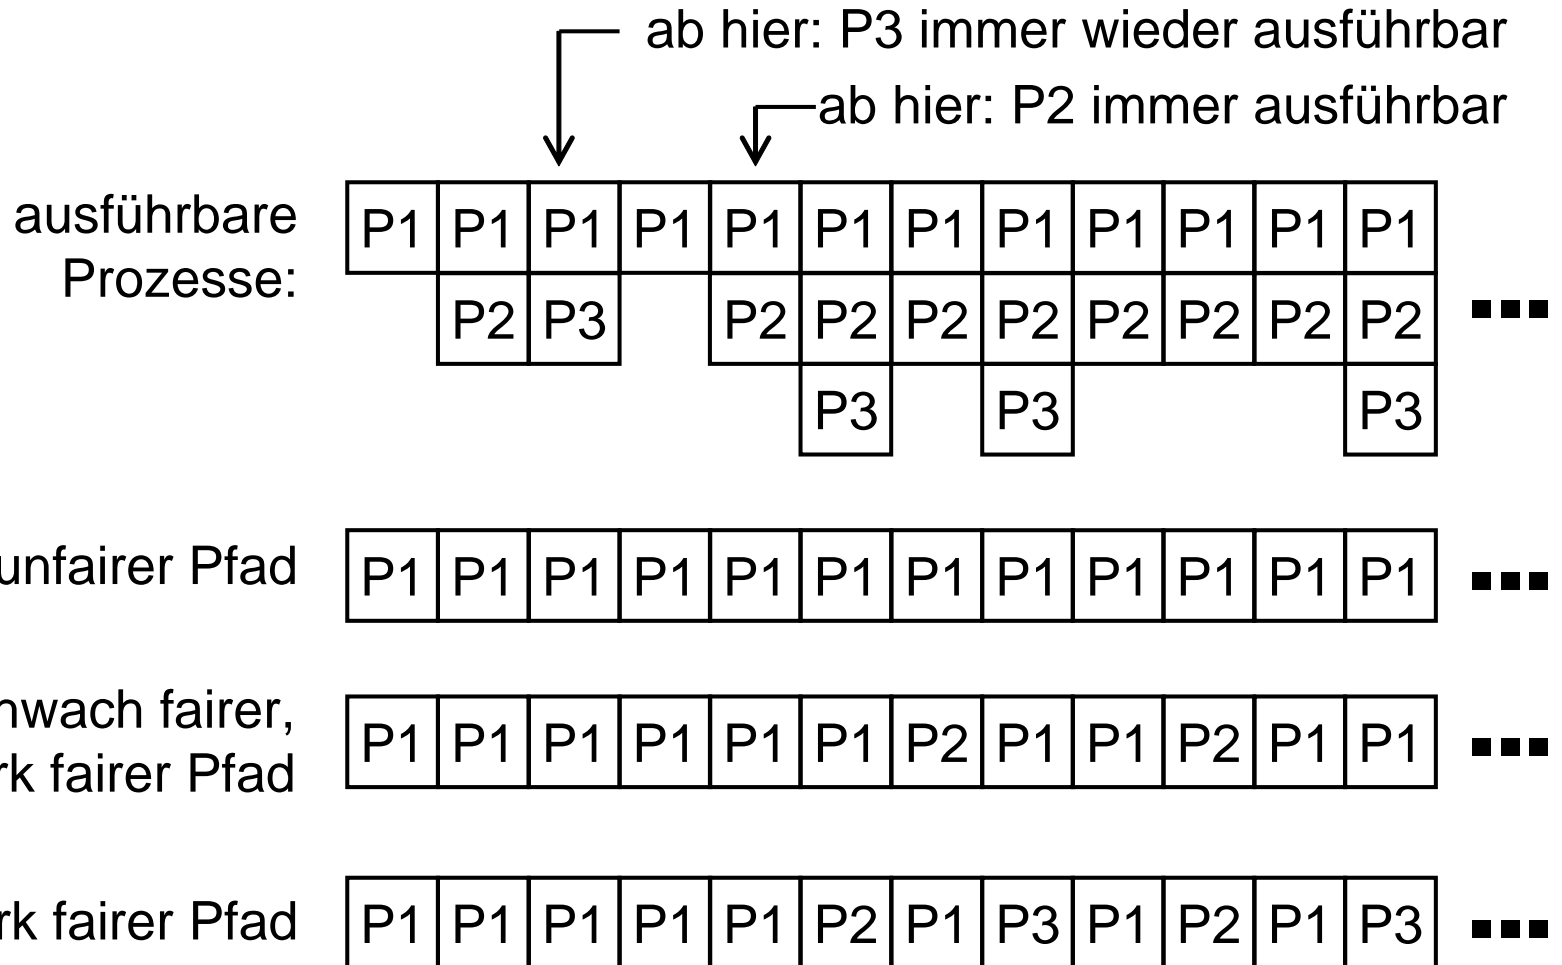 ab hier: P3 immer wieder ausführbar
ab hier: P2 immer ausführbar
ausführbare
Prozesse:
P1 P1 P1 P1 P1 P1 P1 P1 P1 P1 P1 P1
P2 P3 P2 P2 P2 P2 P2 P2 P2 P2
P3 P3 P3
unfairer Pfad
P1 P1 P1 P1 P1 P1 P1 P1 P1 P1 P1 P1
hwach fairer,
rk fairer Pfad
P1 P1 P1 P1 P1 P1 P2 P1 P1 P2 P1 P1
rk fairer Pfad
P1 P1 P1 P1 P1 P2 P1 P3 P1 P2 P1 P3